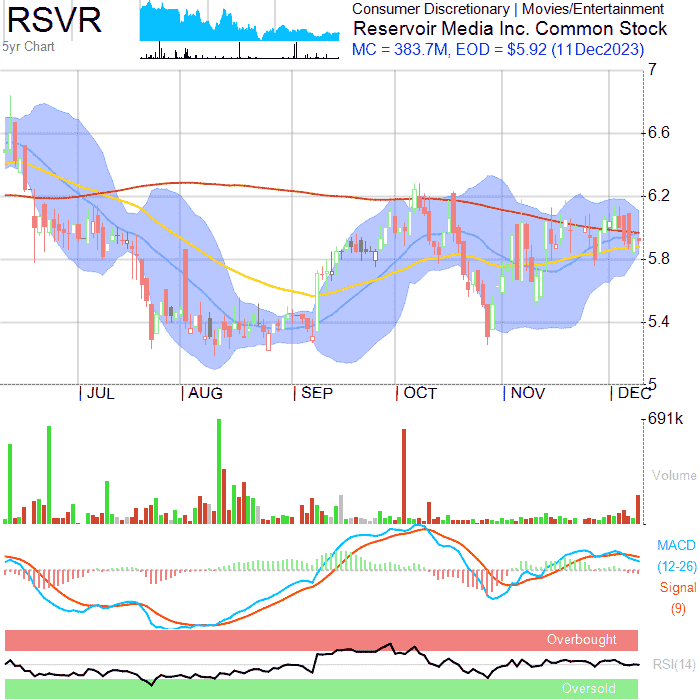 RSVR
5yr Chart
Consumer Discretionary | Movies/Entertainment
Reservoir Media Inc. Common Stock
MC = 383.7M, EOD = $5.92 (11Dec2023)
7
6.6
6.2
5.8
5.4
5
| JUL | AUG | SEP | OCT | NOV | DEC
691k
Volume
MACD
(12-26)
Signal
(9)
Overbought
RSI(14)
Oversold